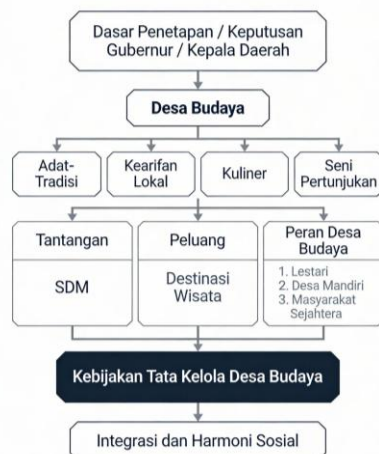 Dasar Penetapan / Keputusan
Gubernur / Kepala Daerah
Desa Budaya
Adat-
Tradisi
Kearifan
Lokal
Kuliner
Seni
Pertunjukan
Tantangan
SDM
Peluang
Destinasi
Wisata
Peran Desa
Budaya
1. Lestari
2. Desa Mandiri
3. Masyarakat
Sejahtera
Kebijakan Tata Kelola Desa Budaya
Integrasi dan Harmoni Sosial